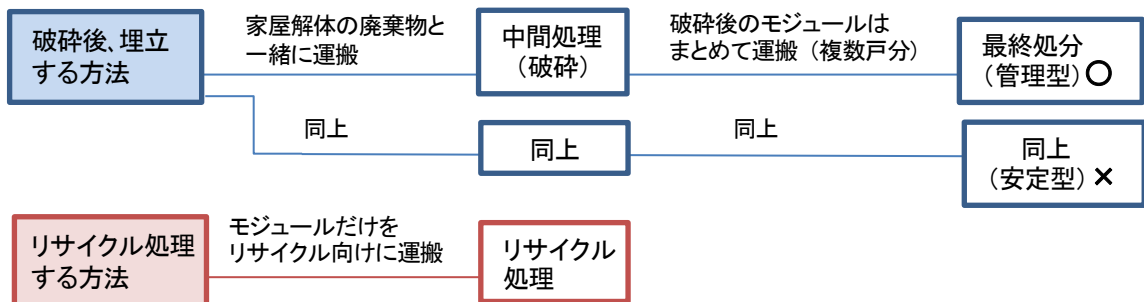 破砕後、埋立
する方法
家屋解体の廃棄物と
一緒に運搬
中間処理
（破砕）
破砕後のモジュールは
まとめて運搬（複数戸分）
最終処分
（管理型）〇
同上
同上
同上
同上
（安定型）×
リサイクル処理
する方法
モジュールだけを
リサイクル向けに運搬
リサイクル
処理